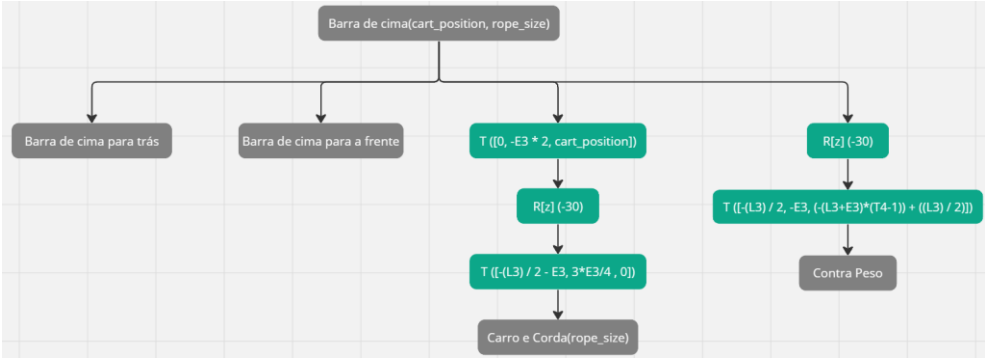 Barra de cima(cart_position, rope_size)
Barra de cima para trás
Barra de cima para a frente
T ([0, -E3 * 2, cart_position])
R[z] (-30)
R[z] (-30)
T ([-(L3) / 2, -E3, (-(L3+E3)*(T4-1)) + ((L3) / 2)])
T ([-(L3) / 2 - E3, 3*E3/4 , 0])
Contra Peso
Carro e Corda(rope_size)